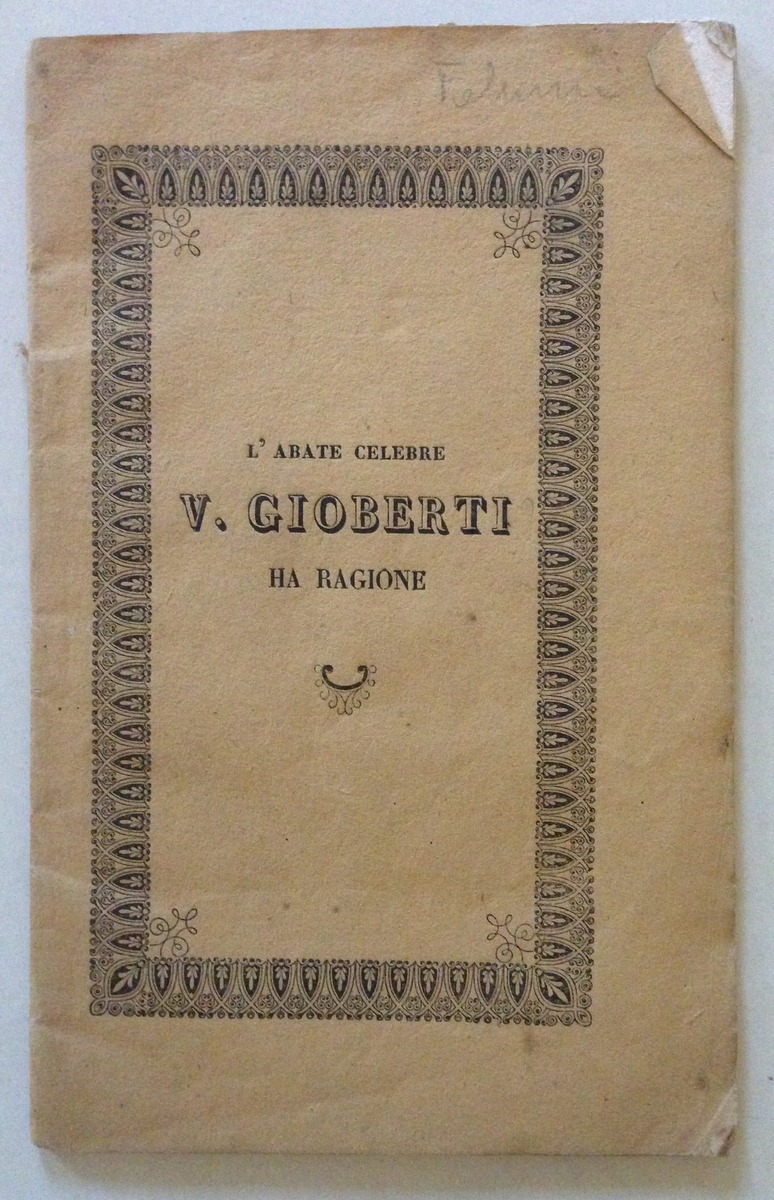 L' ABATE CELEBRE
V. GIOBERTI
HA RAGIONE